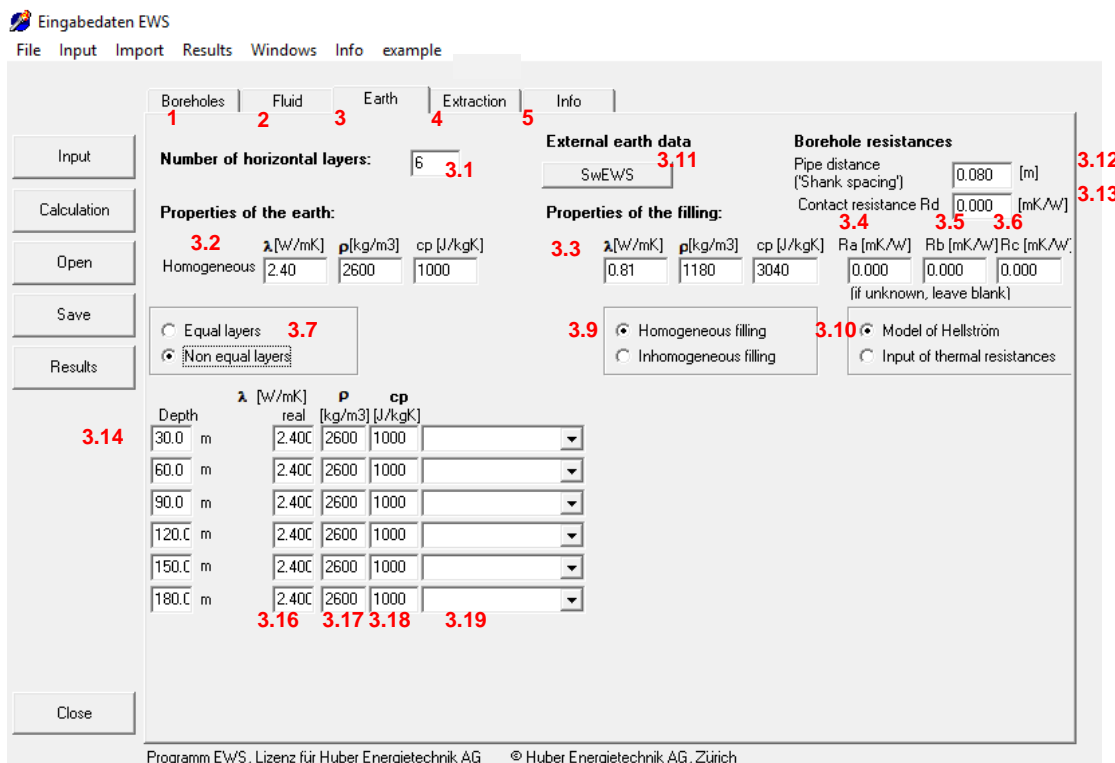 Eingabedaten EWS
File Input Import Results Windows Info example
Boreholes Fluid Earth Extraction Info
1 2 3 4 5
Input
Calculation
Open
Save
Results
Close
Number of horizontal layers: 6 3.1
External earth data
SwEWS 3.11
Borehole resistances
Pipe distance
('Shank spacing') 0.080 [m] 3.12
Contact resistance Rd 0.000 [mK/W] 3.13
Properties of the earth:
3.2 λ[W/mK] ρ[kg/m3] cp [J/kgK]
Homogeneous 2.40 2600 1000
Properties of the filling:
3.3 λ[W/mK] ρ[kg/m3] cp [J/kgK]
0.81 1180 3040
3.4 3.5 3.6
Ra [mK/W] Rb [mK/W] Rc [mK/W]
0.000 0.000 0.000
(if unknown, leave blank)
Equal layers 3.7
Non equal layers
3.9 Homogeneous filling
Inhomogeneous filling
3.10 Model of Hellström
Input of thermal resistances
λ [W/mK] ρ cp
Depth real [kg/m3] [J/kgK]
3.14
30.0 m 2.400 2600 1000
60.0 m 2.400 2600 1000
90.0 m 2.400 2600 1000
120.0 m 2.400 2600 1000
150.0 m 2.400 2600 1000
180.0 m 2.400 2600 1000
3.16 3.17 3.18 3.19
Programm EWS, Lizenz für Huber Energietechnik AG © Huber Energietechnik AG, Zürich